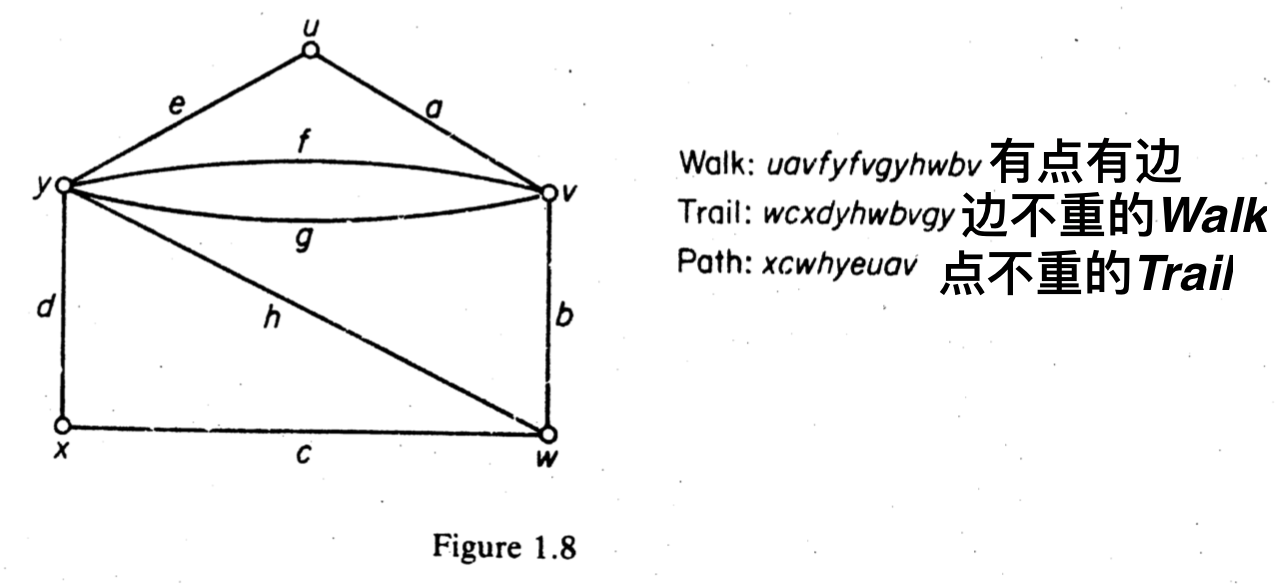 u
e
a
f
y
v
g
d
h
b
x
c
w
Walk: uavfyfvgyhwbv 有点有边
Trail: wcxdyhwbvgy 边不重的Walk
Path: xcwhyeuav 点不重的Trail
Figure 1.8